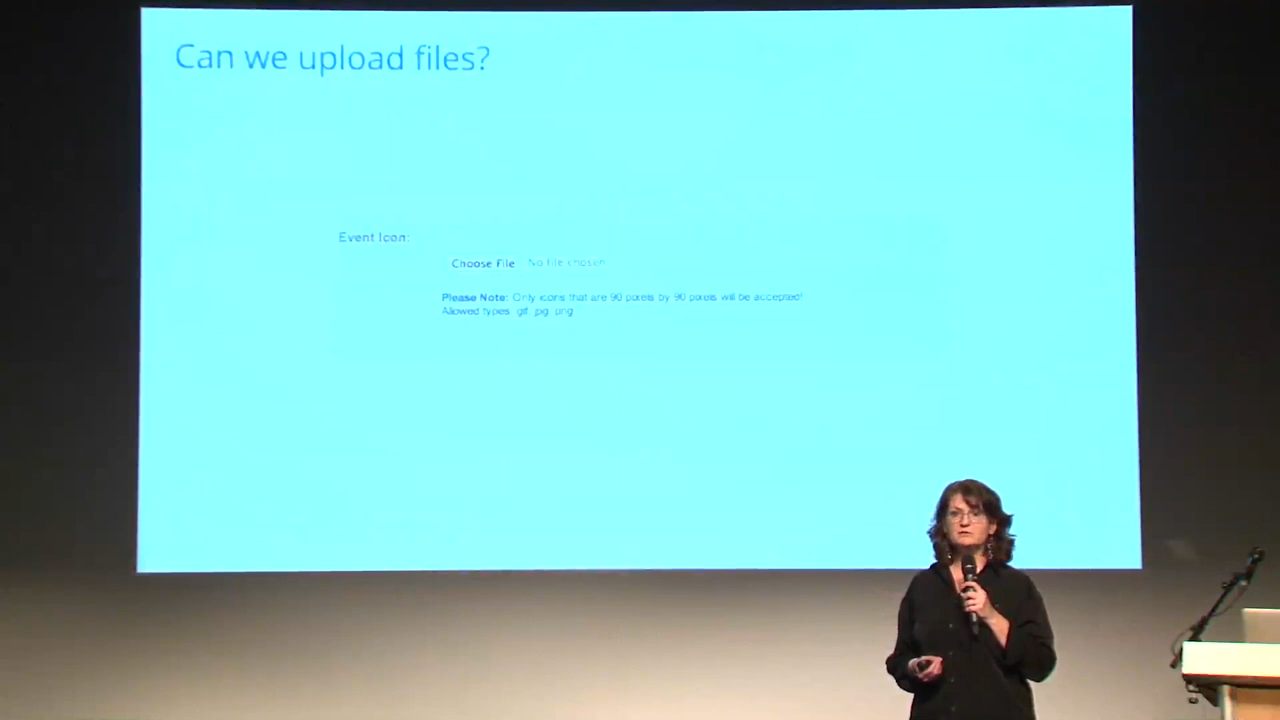 Can we upload files?
Event Icon:
Choose File No file chosen
Please Note: Only icons that are 90 pixels by 90 pixels will be accepted!
Allowed types: gif, jpg, png